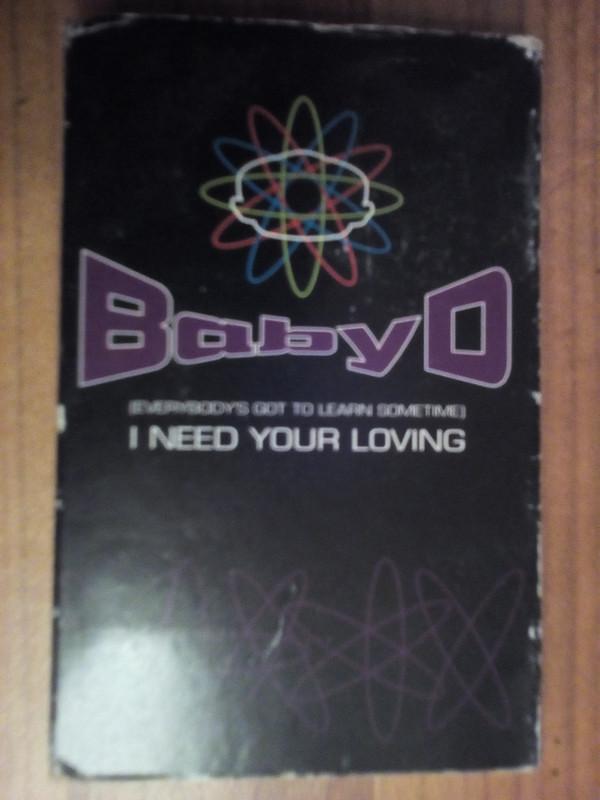 Baby D
(EVERYBODY'S GOT TO LEARN SOMETIME)
I NEED YOUR LOVING